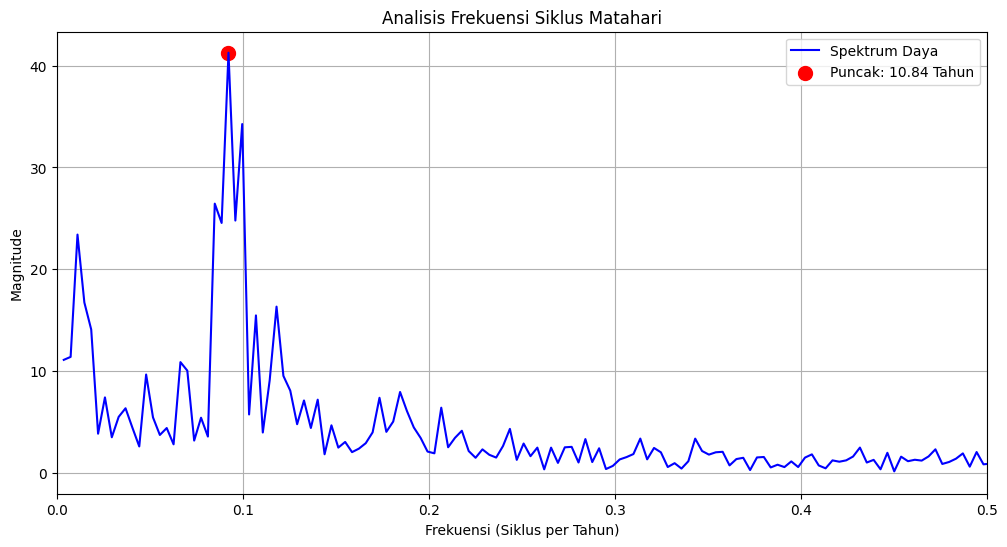 Analisis Frekuensi Siklus Matahari
Spektrum Daya
Puncak: 10.84 Tahun
Magnitude
40
30
20
10
0
0.0 0.1 0.2 0.3 0.4 0.5
Frekuensi (Siklus per Tahun)